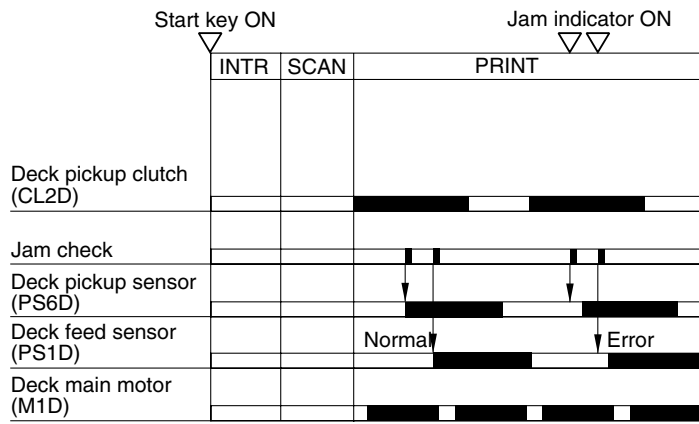 Start key ON
Jam indicator ON
INTR
SCAN
PRINT
Deck pickup clutch
(CL2D)
Jam check
Deck pickup sensor
(PS6D)
Deck feed sensor
(PS1D)
Normal
Error
Deck main motor
(M1D)